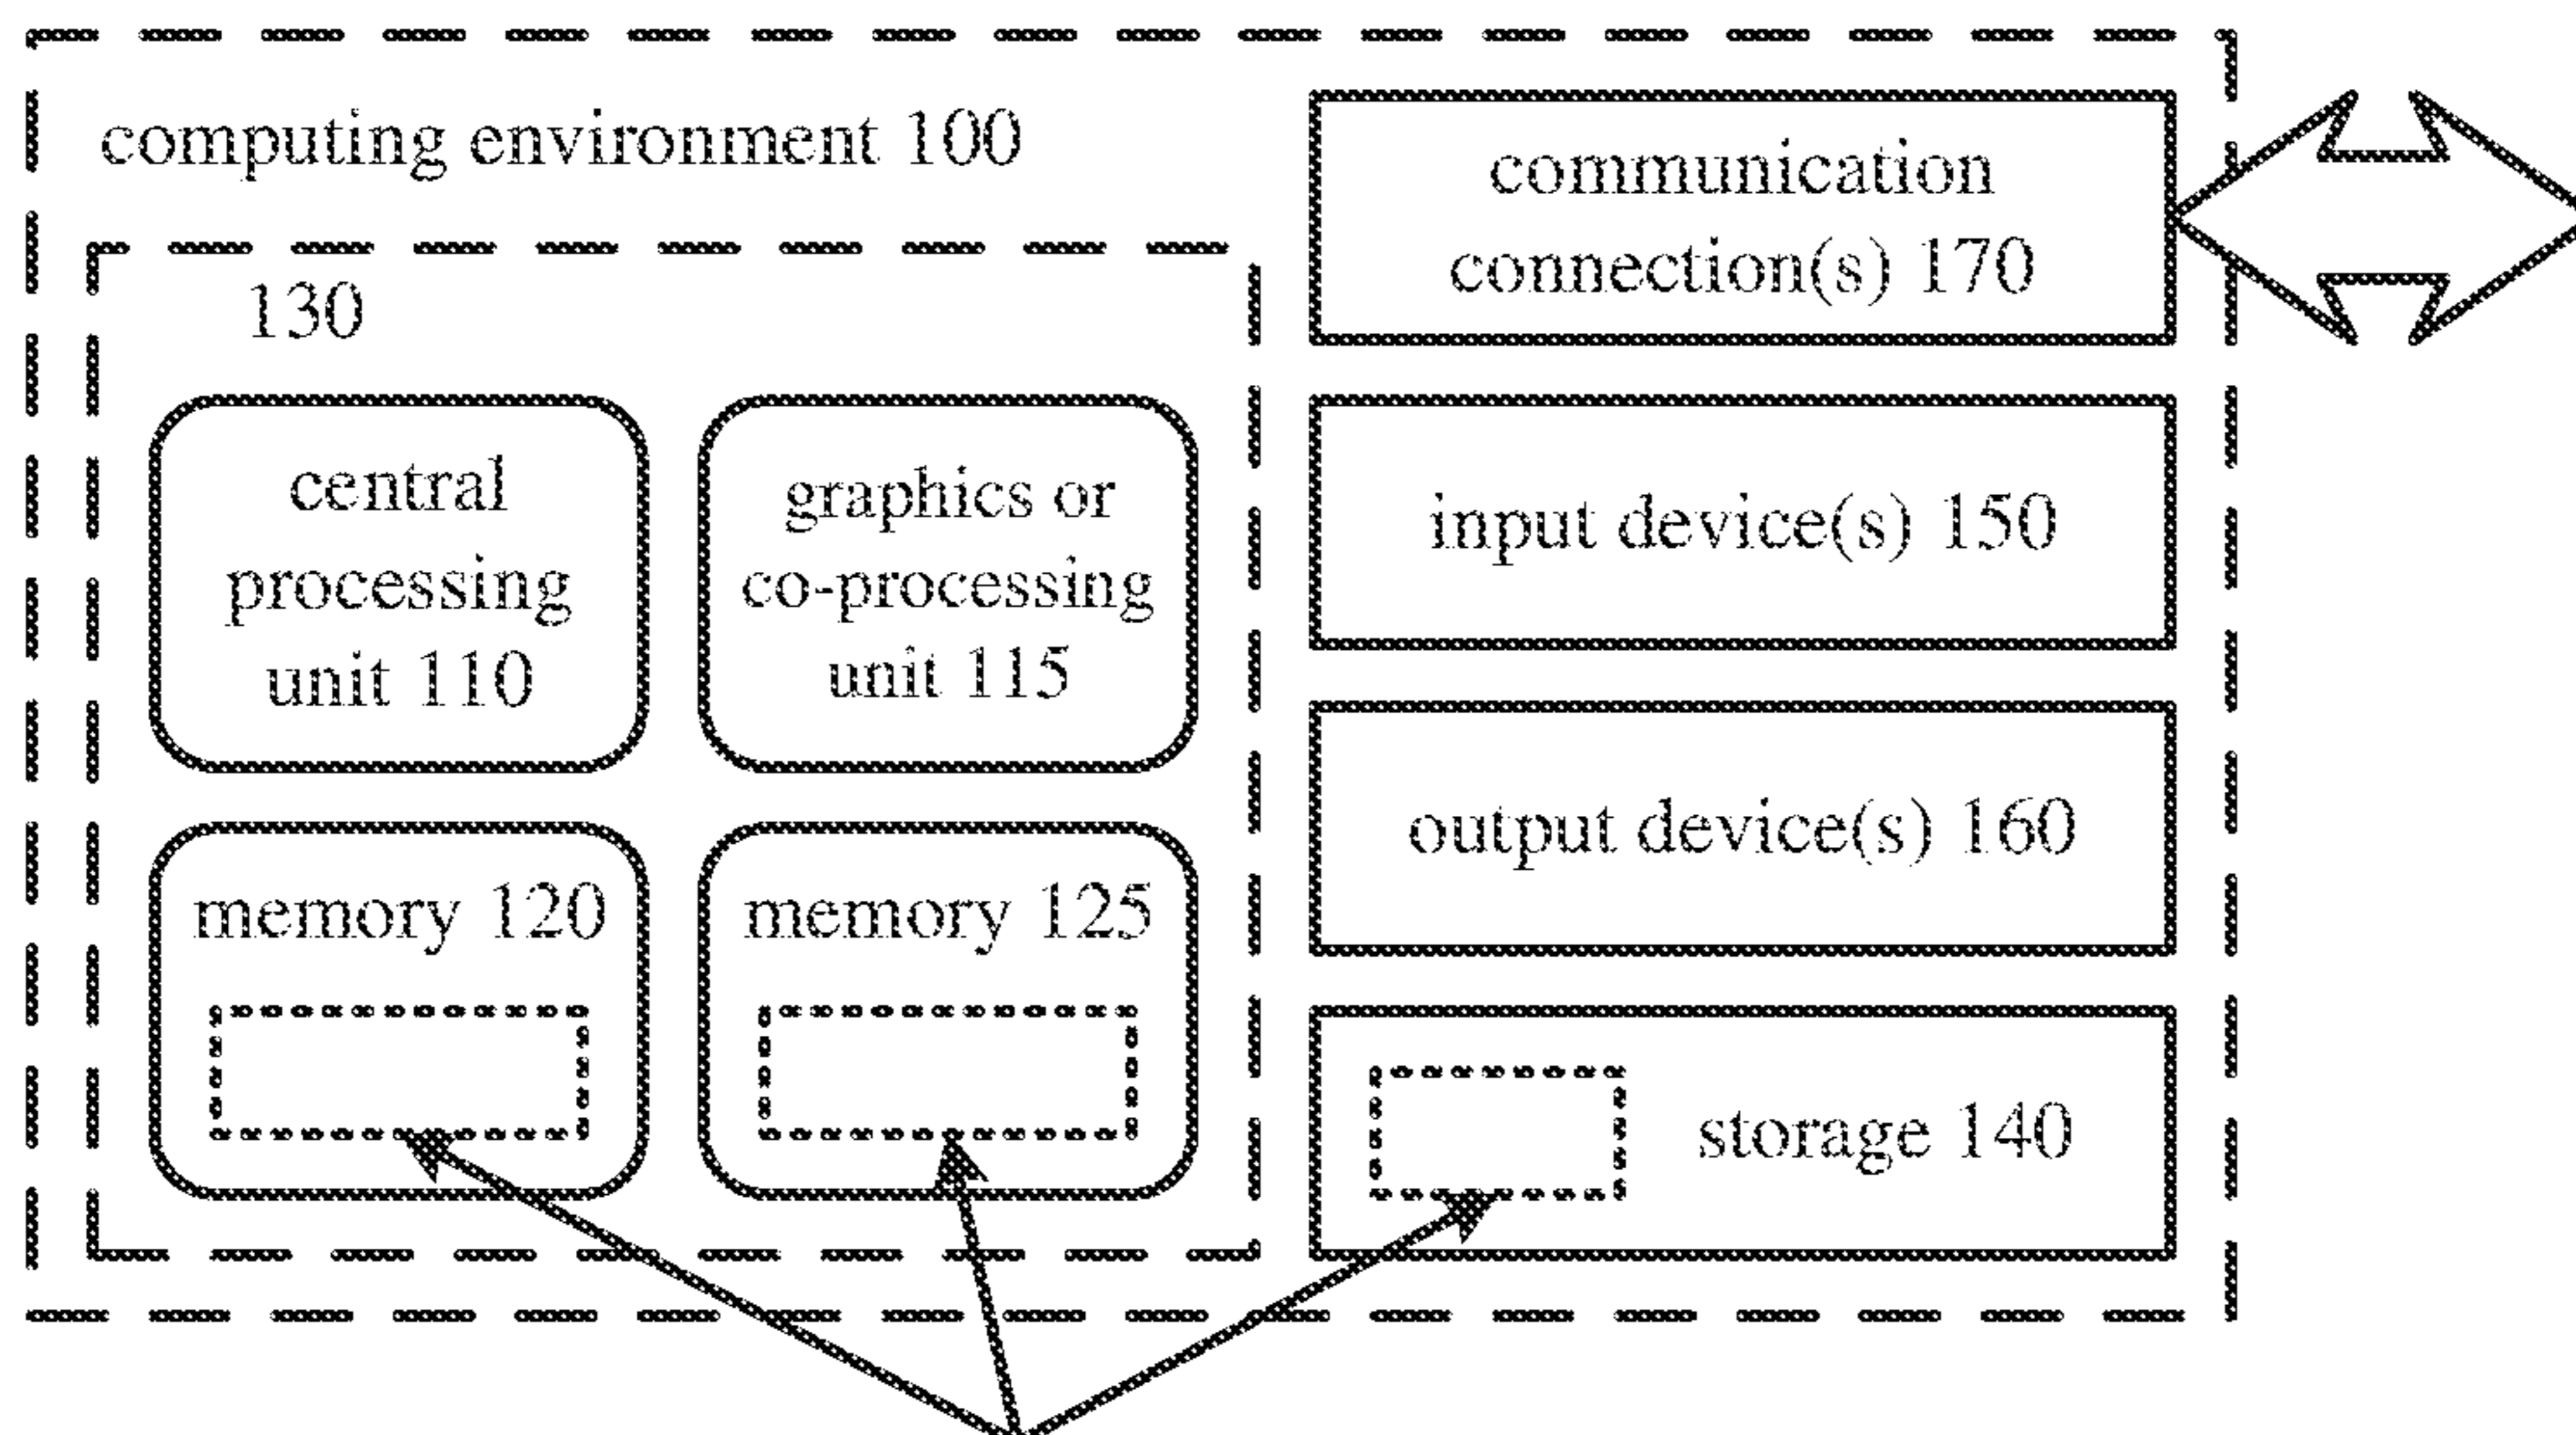 computing environment 100
130
central
processing
unit 110
graphics or
co-processing
unit 115
memory 120
memory 125
communication
connection(s) 170
input device(s) 150
output device(s) 160
storage 140